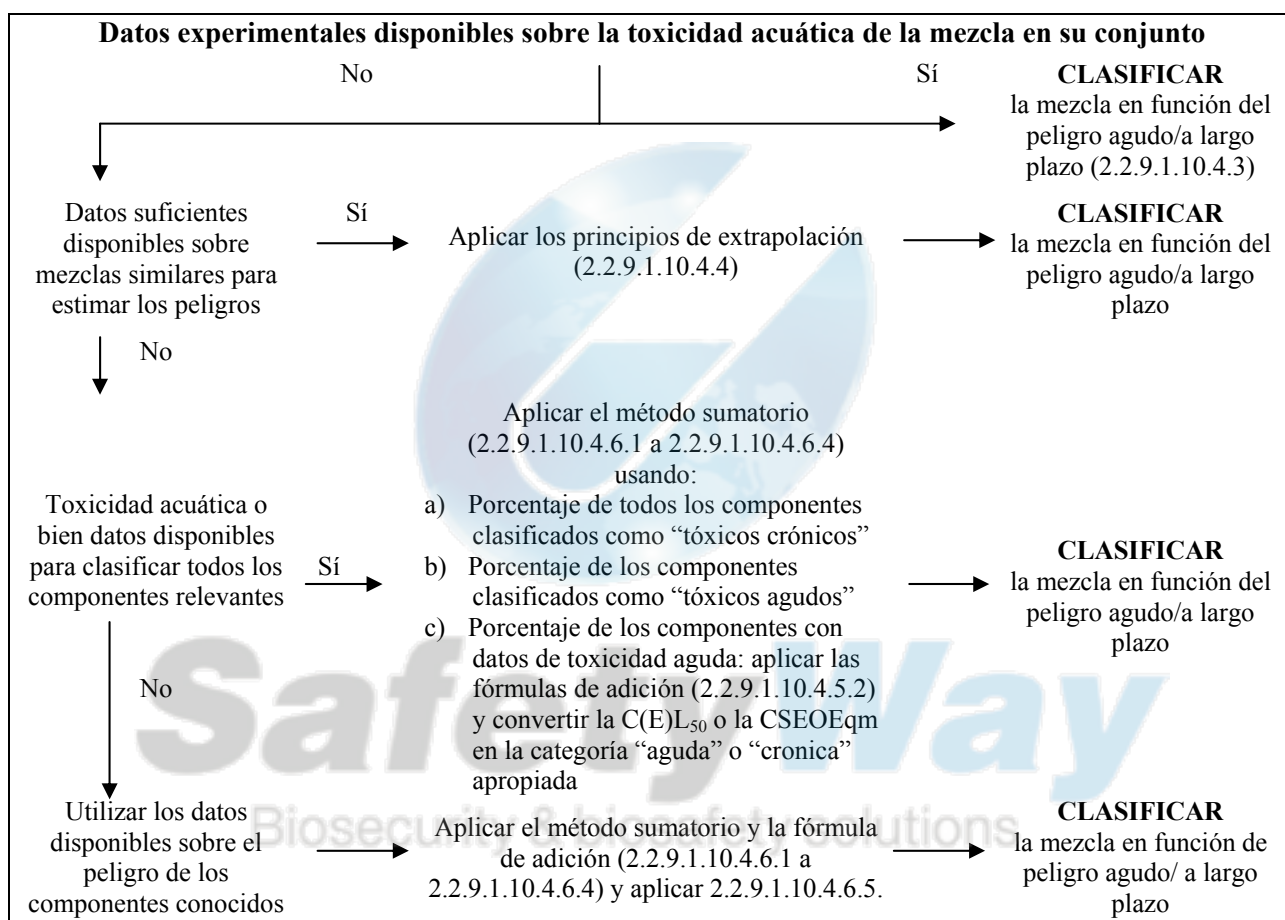 Datos experimentales disponibles sobre la toxicidad acuática de la mezcla en su conjunto
No
Sí
CLASIFICAR
la mezcla en función del
peligro agudo/a largo
plazo (2.2.9.1.10.4.3)
Datos suficientes
disponibles sobre
mezclas similares para
estimar los peligros
Sí
Aplicar los principios de extrapolación
(2.2.9.1.10.4.4)
CLASIFICAR
la mezcla en función del
peligro agudo/a largo
plazo
No
Toxicidad acuática o
bien datos disponibles
para clasificar todos los
componentes relevantes
Sí
Aplicar el método sumatorio
(2.2.9.1.10.4.6.1 a 2.2.9.1.10.4.6.4)
usando:
a) Porcentaje de todos los componentes
clasificados como “tóxicos crónicos”
b) Porcentaje de los componentes
clasificados como “tóxicos agudos”
c) Porcentaje de los componentes con
datos de toxicidad aguda: aplicar las
fórmulas de adición (2.2.9.1.10.4.5.2)
y convertir la C(E)L50 o la CSEOEqm
en la categoría “aguda” o “cronica”
apropiada
CLASIFICAR
la mezcla en función del
peligro agudo/a largo
plazo
No
Utilizar los datos
disponibles sobre el
peligro de los
componentes conocidos
Aplicar el método sumatorio y la fórmula
de adición (2.2.9.1.10.4.6.1 a
2.2.9.1.10.4.6.4) y aplicar 2.2.9.1.10.4.6.5.
CLASIFICAR
la mezcla en función de
peligro agudo/ a largo
plazo
SafetyWay
Biosecurity & biosafety solutions